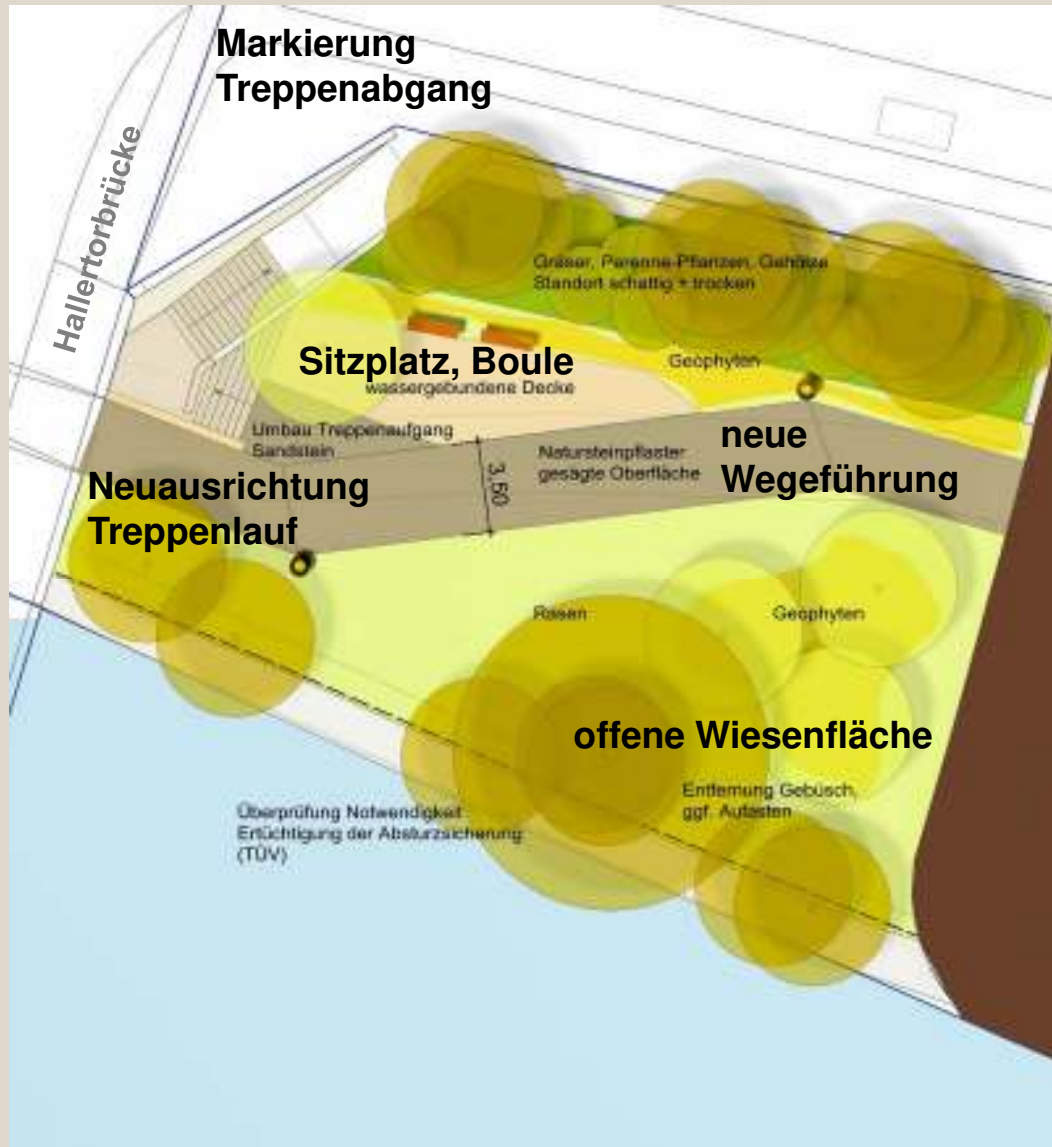 Markierung
Treppenabgang
Hallertorbrücke
Gräser, Parenne-Pflanzen, Gehölze
Standort schattig + trocken
Sitzplatz, Boule
Geophyten
wassergebundene Decke
Umbau Treppenaufgang
Sandstein
neue
Wegeführung
Natursteinpflaster
gesägte Oberfläche
3,50
Neuausrichtung
Treppenlauf
Rasen
Geophyten
offene Wiesenfläche
Entfernung Gebüsch,
ggf. Aufasten
Überprüfung Notwendigkeit
Ertüchtigung der Absturzsicherung
(TÜV)